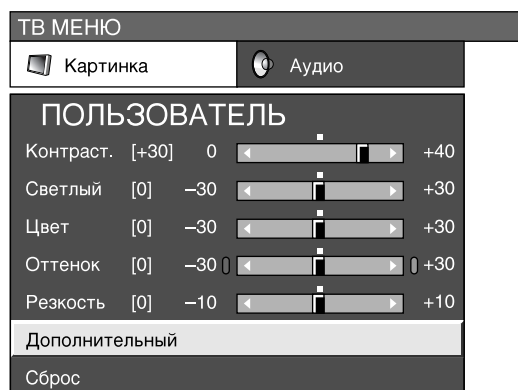 ТВ МЕНЮ
Картинка Аудио
ПОЛЬЗОВАТЕЛЬ
Контраст. [+30] 0 +40
Светлый [0] –30 +30
Цвет [0] –30 +30
Оттенок [0] –30 +30
Резкость [0] –10 +10
Дополнительный
Сброс